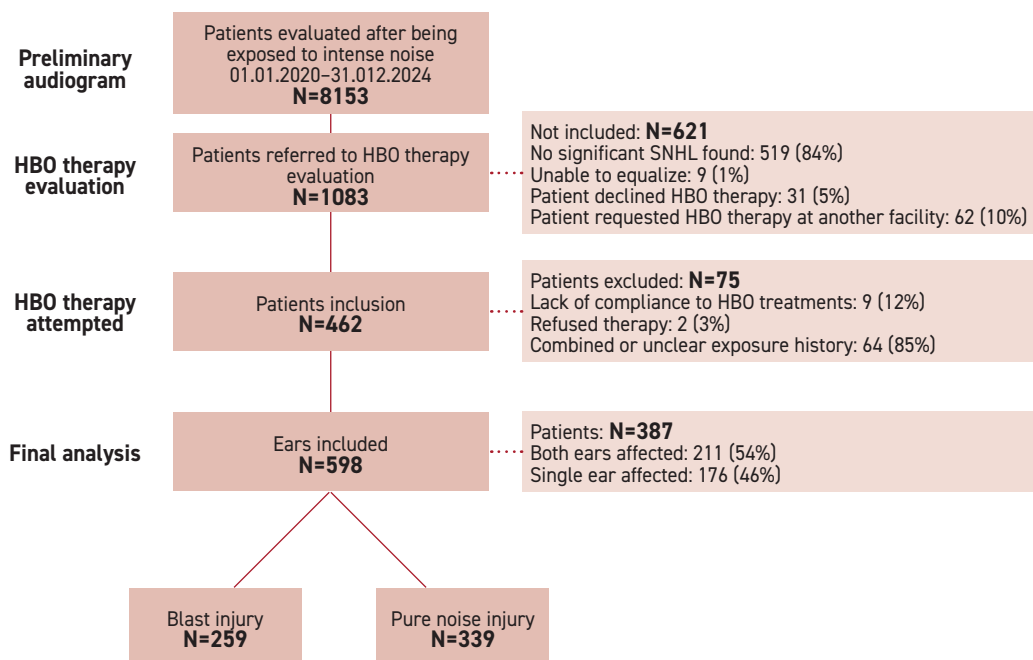 Preliminary
audiogram
Patients evaluated after being
exposed to intense noise
01.01.2020–31.012.2024
N=8153
HBO therapy
evaluation
Patients referred to HBO therapy
evaluation
N=1083
Not included: N=621
No significant SNHL found: 519 (84%)
Unable to equalize: 9 (1%)
Patient declined HBO therapy: 31 (5%)
Patient requested HBO therapy at another facility: 62 (10%)
HBO therapy
attempted
Patients inclusion
N=462
Patients excluded: N=75
Lack of compliance to HBO treatments: 9 (12%)
Refused therapy: 2 (3%)
Combined or unclear exposure history: 64 (85%)
Final analysis
Ears included
N=598
Patients: N=387
Both ears affected: 211 (54%)
Single ear affected: 176 (46%)
Blast injury
N=259
Pure noise injury
N=339